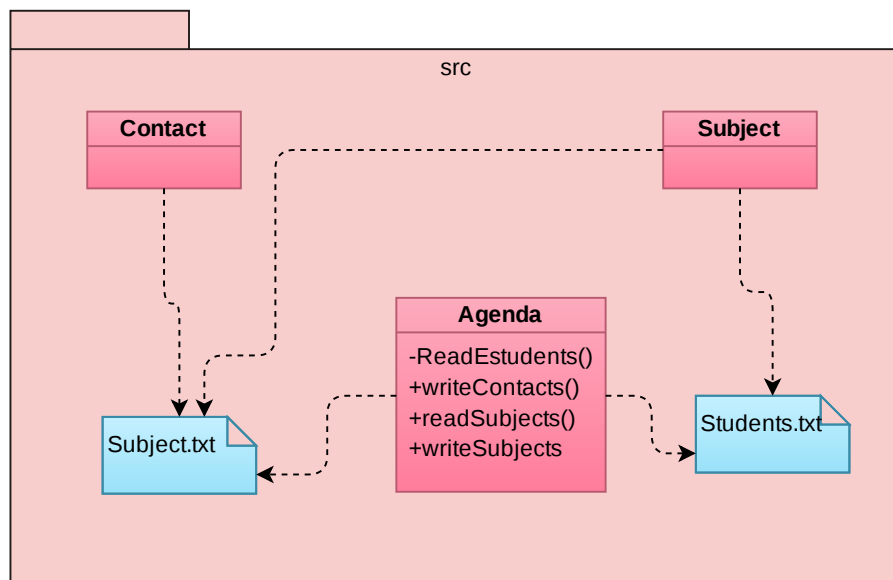 src
Contact
Subject
Agenda
-ReadEstudents()
+writeContacts()
+readSubjects()
+writeSubjects
Subject.txt
Students.txt